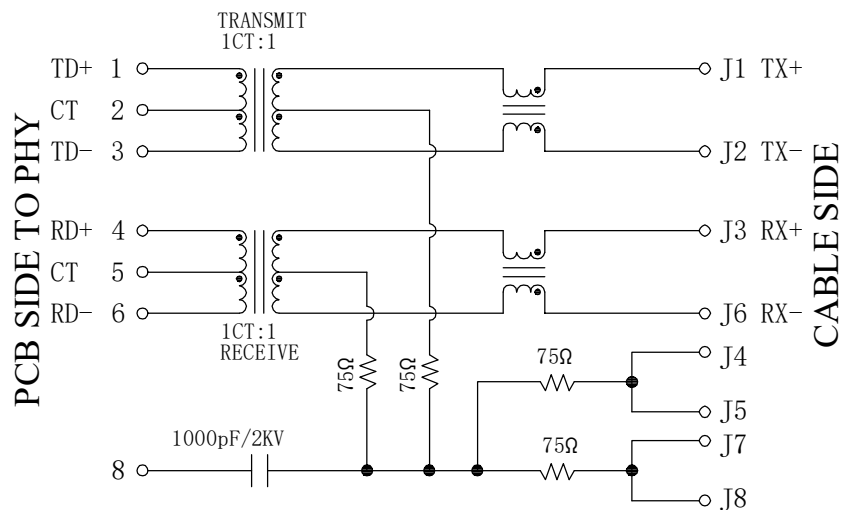 TRANSMIT
1CT:1
TD+ 1
J1 TX+
CT 2
TD- 3
J2 TX-
PCB SIDE TO PHY
CABLE SIDE
RD+ 4
J3 RX+
CT 5
RD- 6
J6 RX-
1CT:1
RECEIVE
75Ω
75Ω
75Ω
J4
J5
1000pF/2KV
75Ω
J7
8
J8